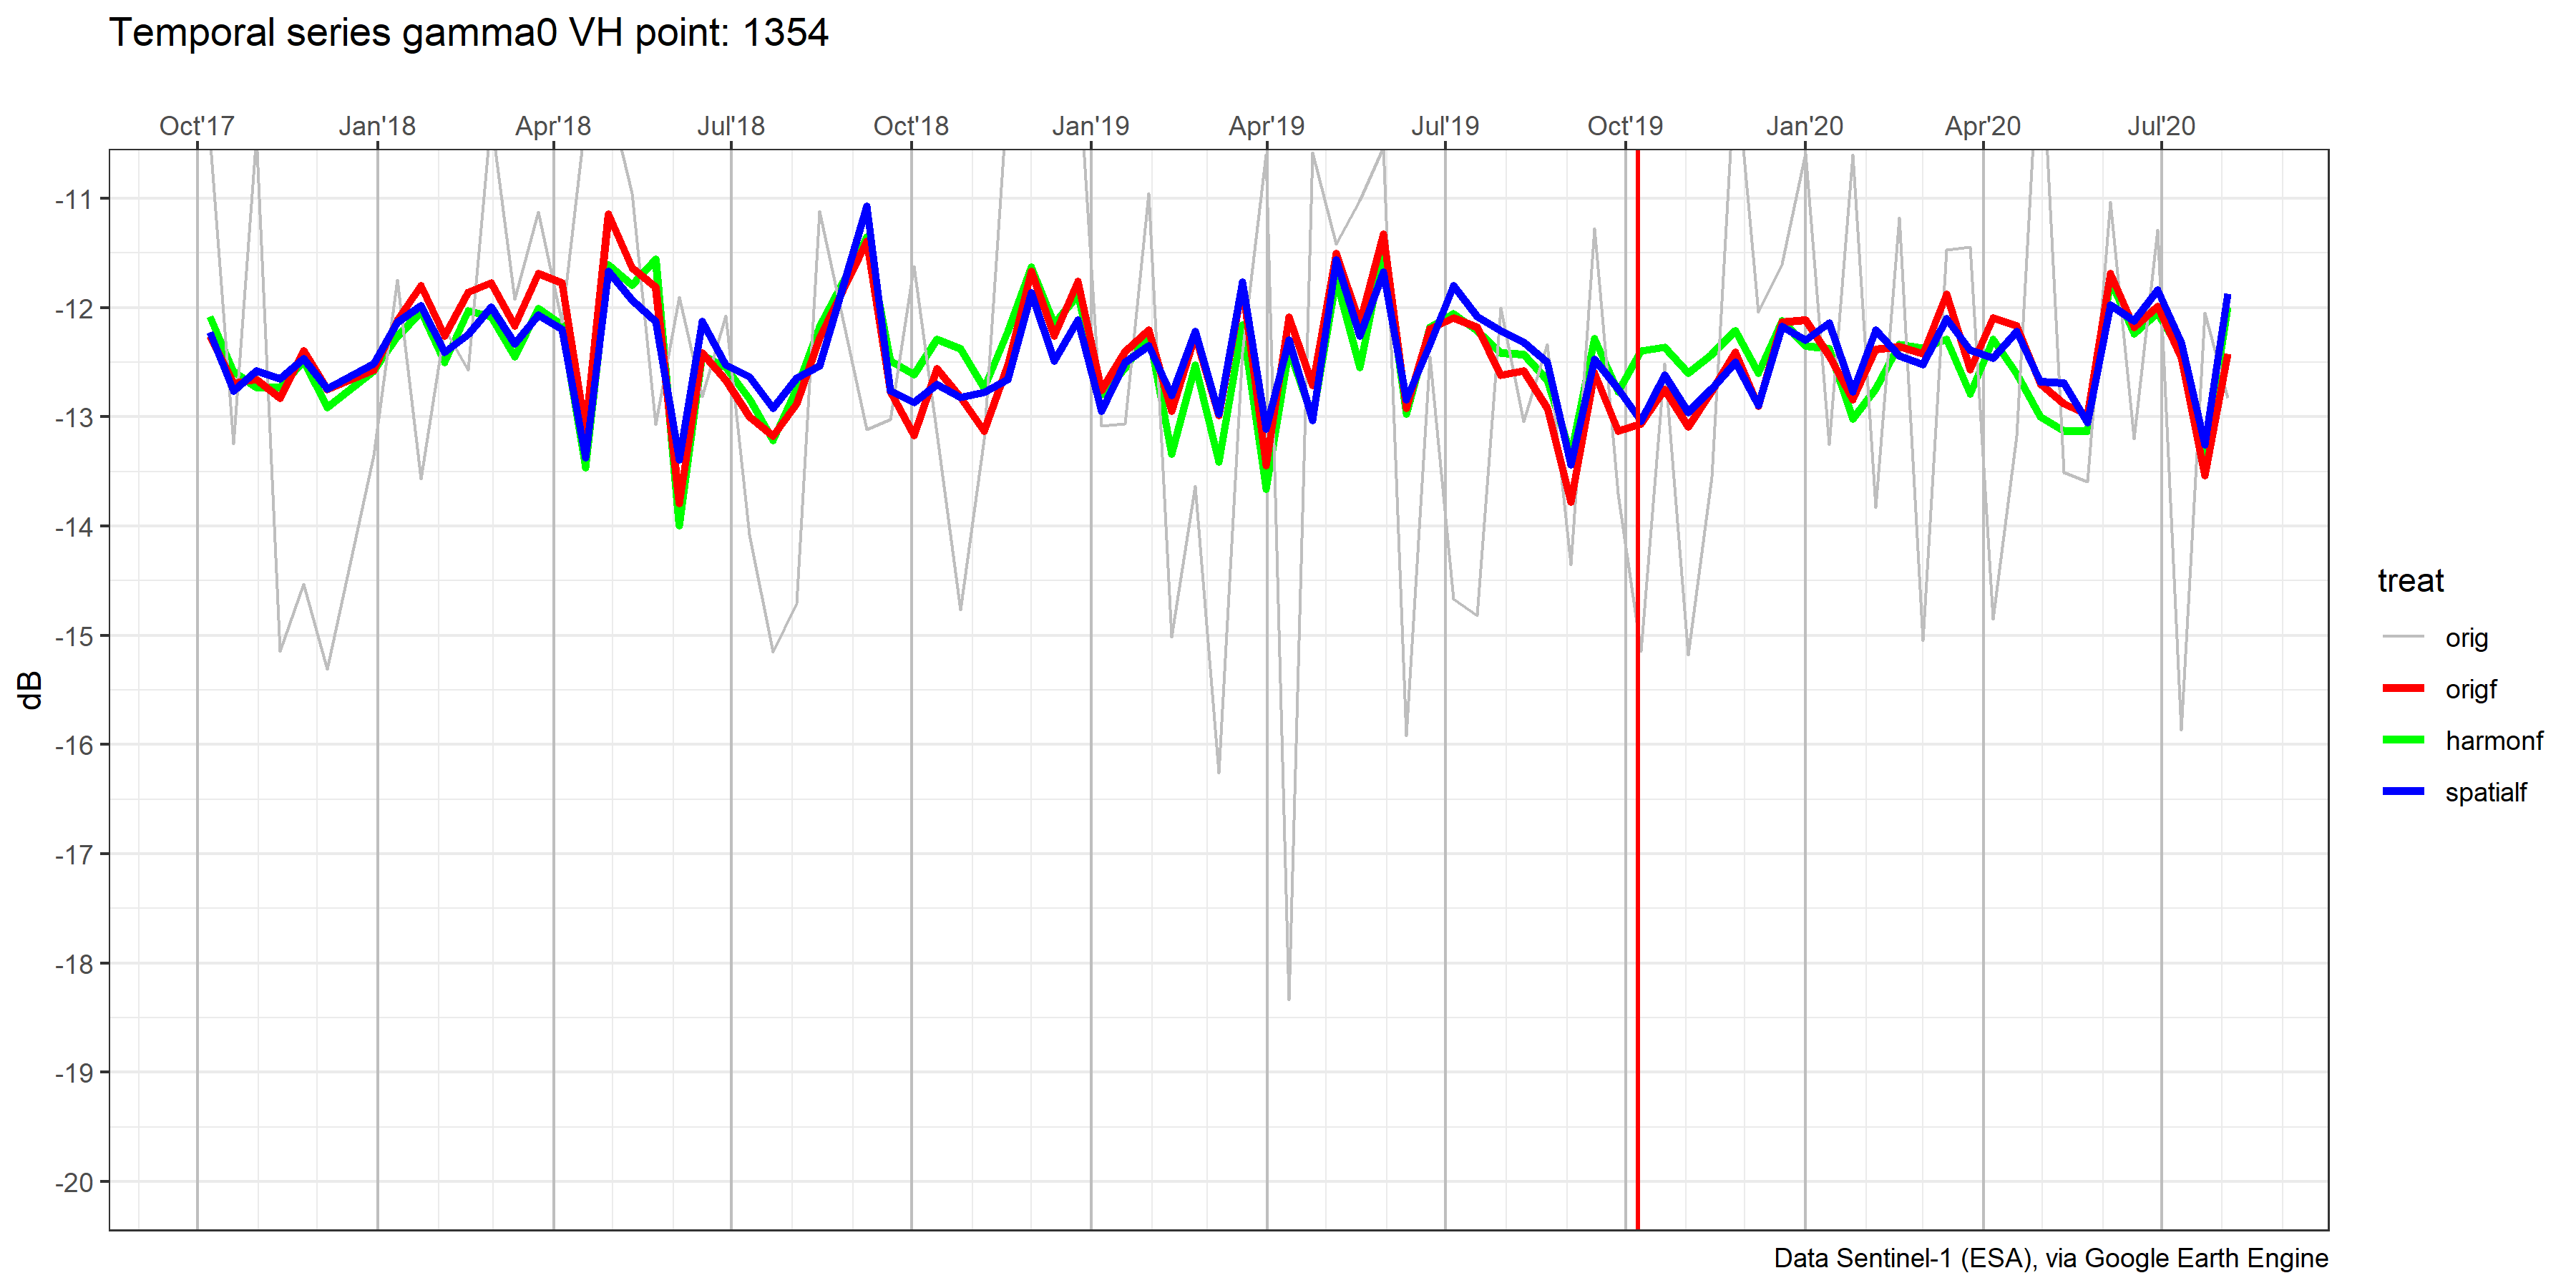 Temporal series gamma0 VH point: 1354
Oct'17 Jan'18 Apr'18 Jul'18 Oct'18 Jan'19 Apr'19 Jul'19 Oct'19 Jan'20 Apr'20 Jul'20
-11
-12
-13
-14
-15
-16
-17
-18
-19
-20
dB
treat
orig
origf
harmonf
spatialf
Data Sentinel-1 (ESA), via Google Earth Engine